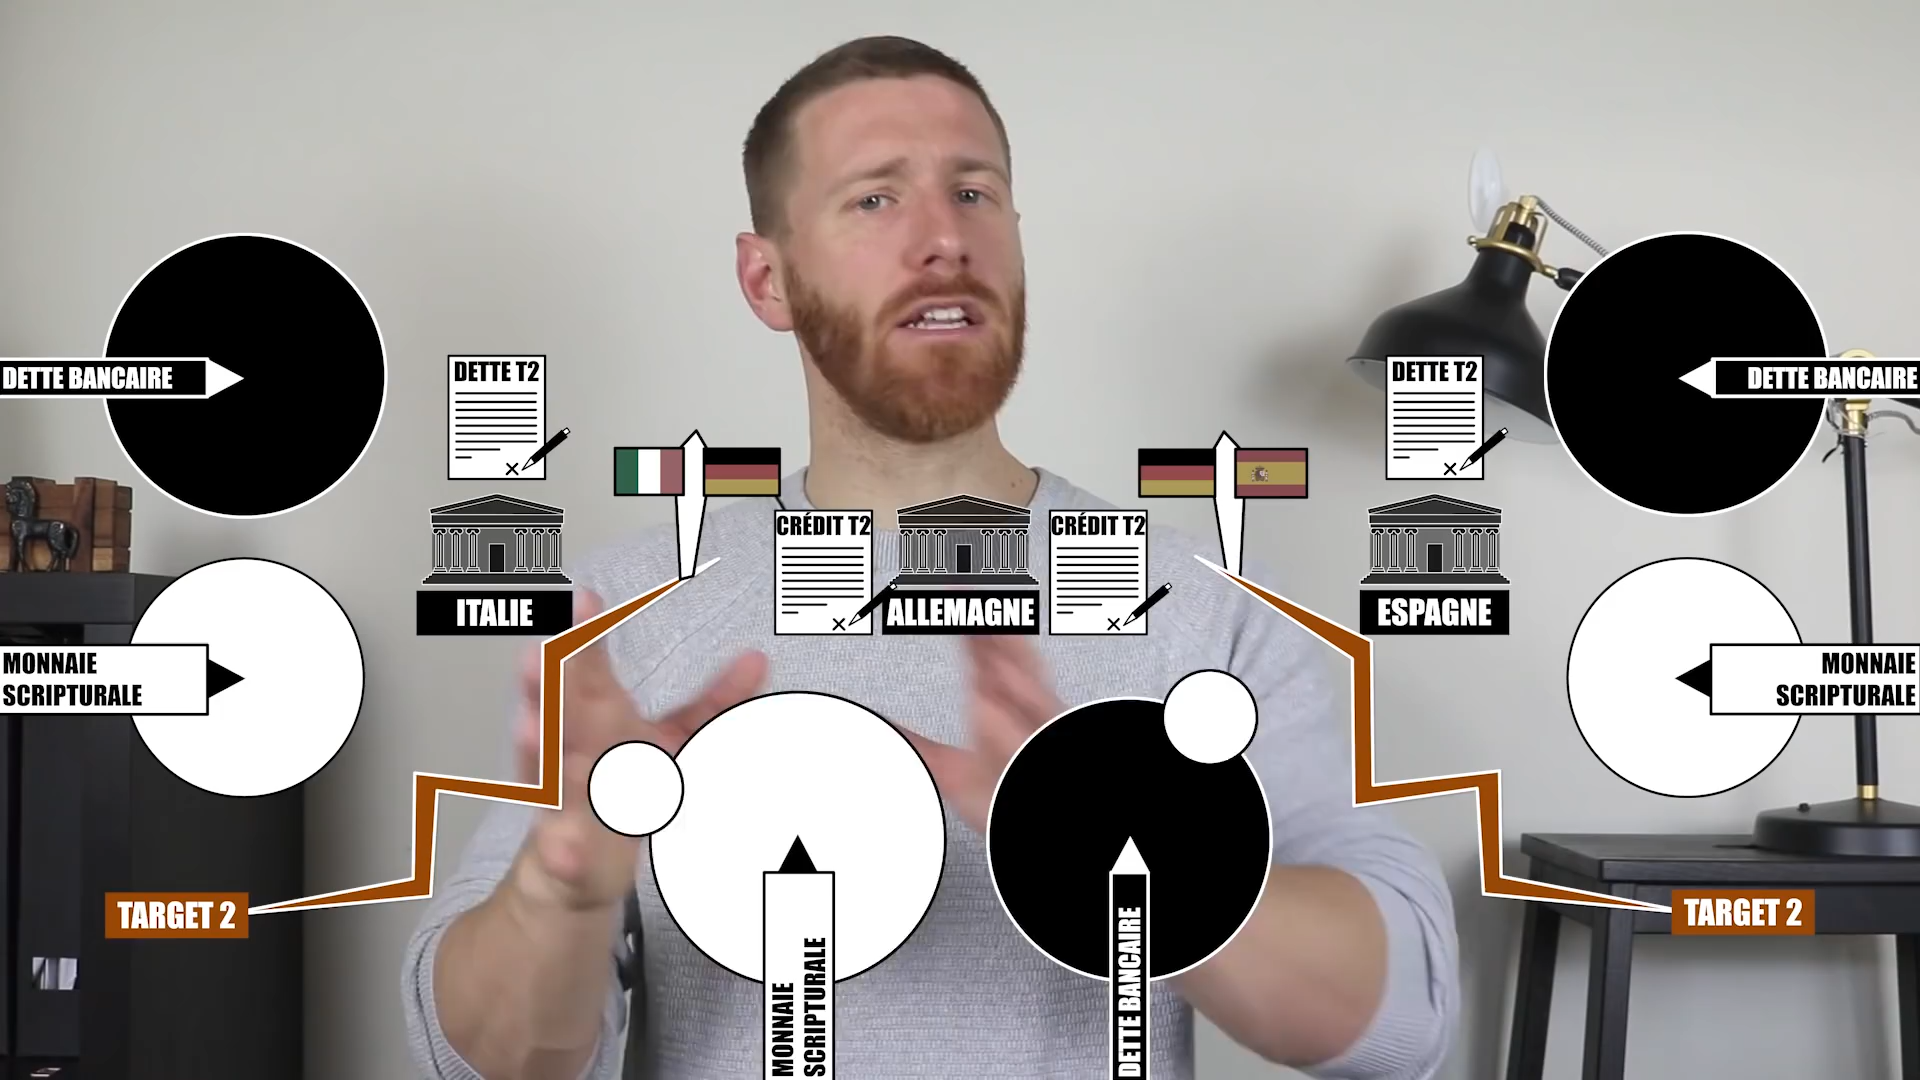 DETTE BANCAIRE
DETTE T2
DETTE T2
DETTE BANCAIRE
CRÉDIT T2
CRÉDIT T2
ITALIE
ALLEMAGNE
ESPAGNE
MONNAIE
SCRIPTURALE
MONNAIE
SCRIPTURALE
TARGET 2
TARGET 2
MONNAIE
SCRIPTURALE
DETTE BANCAIRE